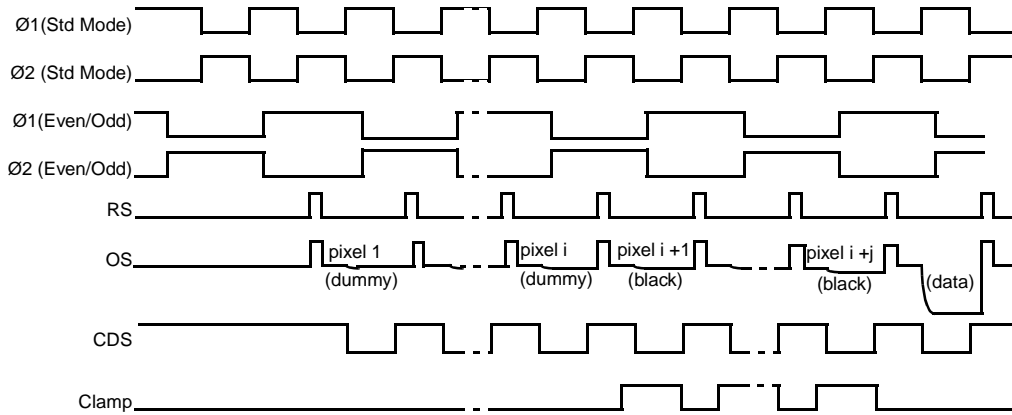 Ø1(Std Mode)
Ø2 (Std Mode)
Ø1(Even/Odd)
Ø2 (Even/Odd)
RS
OS
pixel 1
(dummy)
pixel i
(dummy)
pixel i +1
(black)
pixel i +j
(black)
(data)
CDS
Clamp